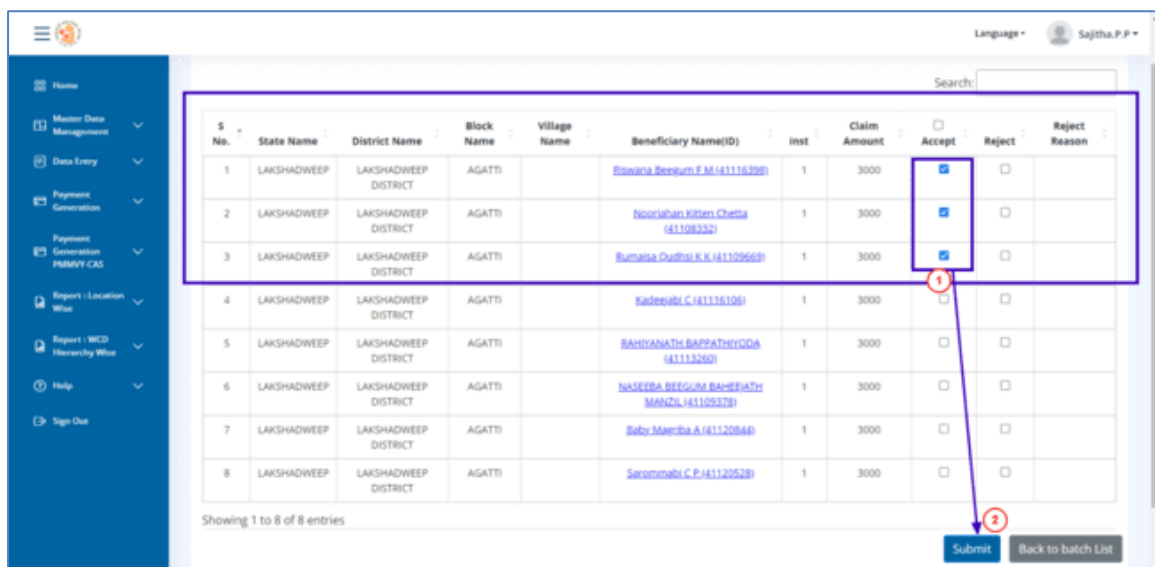 Language
Sajitha.P.P
Home
Search:
Master Data
Management
Data Entry
Payment
Generation
Payment
Generation
PMMVY-CAS
Report : Location
Wise
Report : WCD
Hierarchy Wise
Help
Sign Out
S No. State Name District Name Block Name Village Name Beneficiary Name(ID) Inst Claim Amount Accept Reject Reject Reason
1 LAKSHADWEEP LAKSHADWEEP DISTRICT AGATTI Riswana Beegum F M (41116398) 1 3000
2 LAKSHADWEEP LAKSHADWEEP DISTRICT AGATTI Noorjahan Kitten Chetta (41108332) 1 3000
3 LAKSHADWEEP LAKSHADWEEP DISTRICT AGATTI Rumaisa Qudhsi K K (41109669) 1 3000
1
4 LAKSHADWEEP LAKSHADWEEP DISTRICT AGATTI Kadeejabi C (41116106) 1 3000
5 LAKSHADWEEP LAKSHADWEEP DISTRICT AGATTI RAHIYANATH BAPPATHIYODA (41113260) 1 3000
6 LAKSHADWEEP LAKSHADWEEP DISTRICT AGATTI NASEEBA BEEGUM BAHEEJATH MANZIL (41109378) 1 3000
7 LAKSHADWEEP LAKSHADWEEP DISTRICT AGATTI Baby Magriba A (41120844) 1 3000
8 LAKSHADWEEP LAKSHADWEEP DISTRICT AGATTI Sarommabi C P (41120528) 1 3000
Showing 1 to 8 of 8 entries
2
Submit
Back to batch List